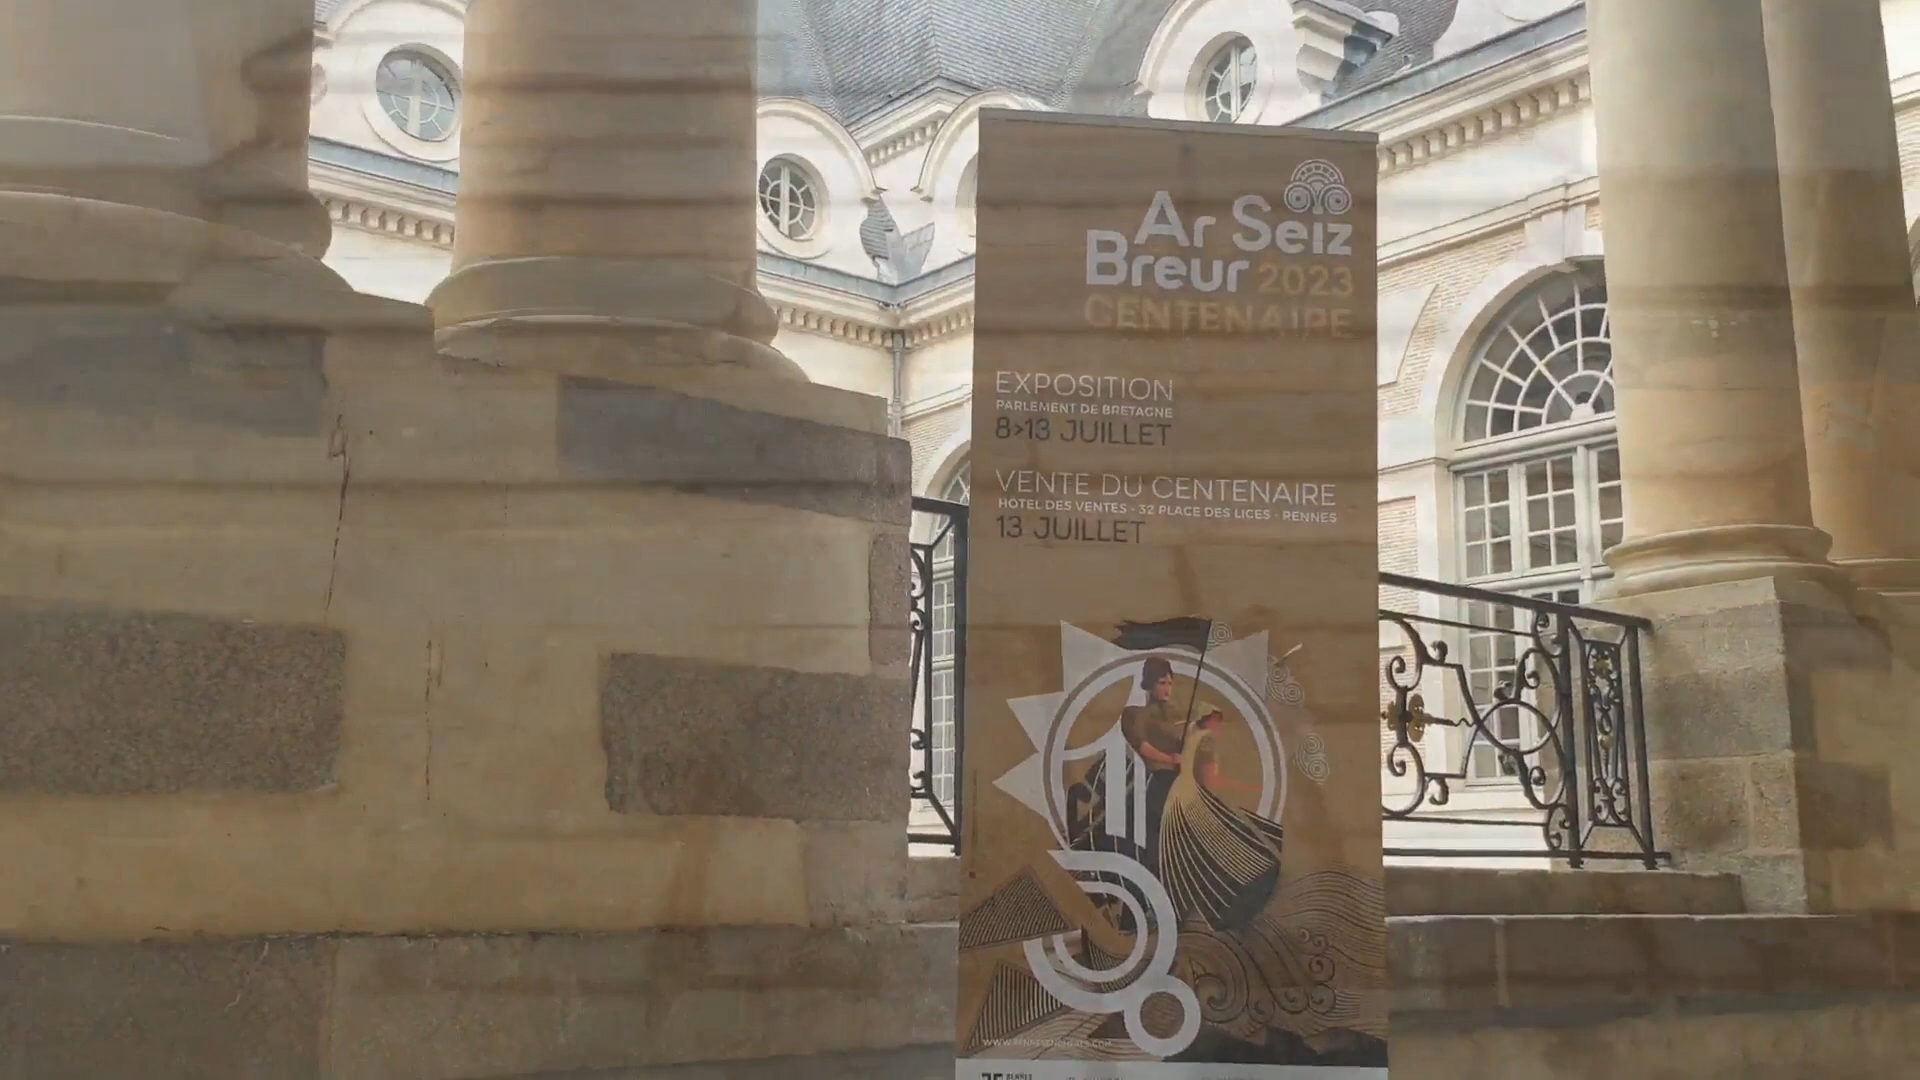 Ar Seiz
Breur 2023
CENTENAIRE
EXPOSITION
PARLEMENT DE BRETAGNE
8>13 JUILLET
VENTE DU CENTENAIRE
HÔTEL DES VENTES - 32 PLACE DES LICES - RENNES
13 JUILLET